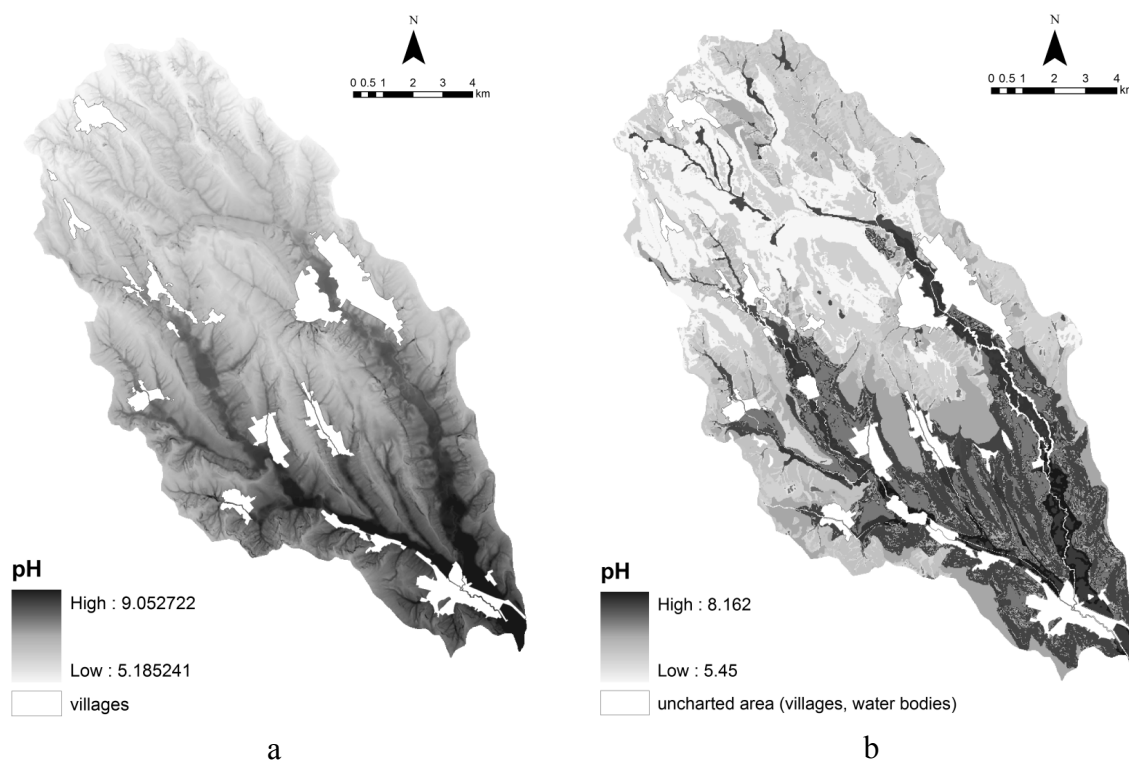 N
0 0.5 1 2 3 4
km
pH
High : 9.052722
Low : 5.185241
villages
a
N
0 0.5 1 2 3 4
km
pH
High : 8.162
Low : 5.45
uncharted area (villages, water bodies)
b